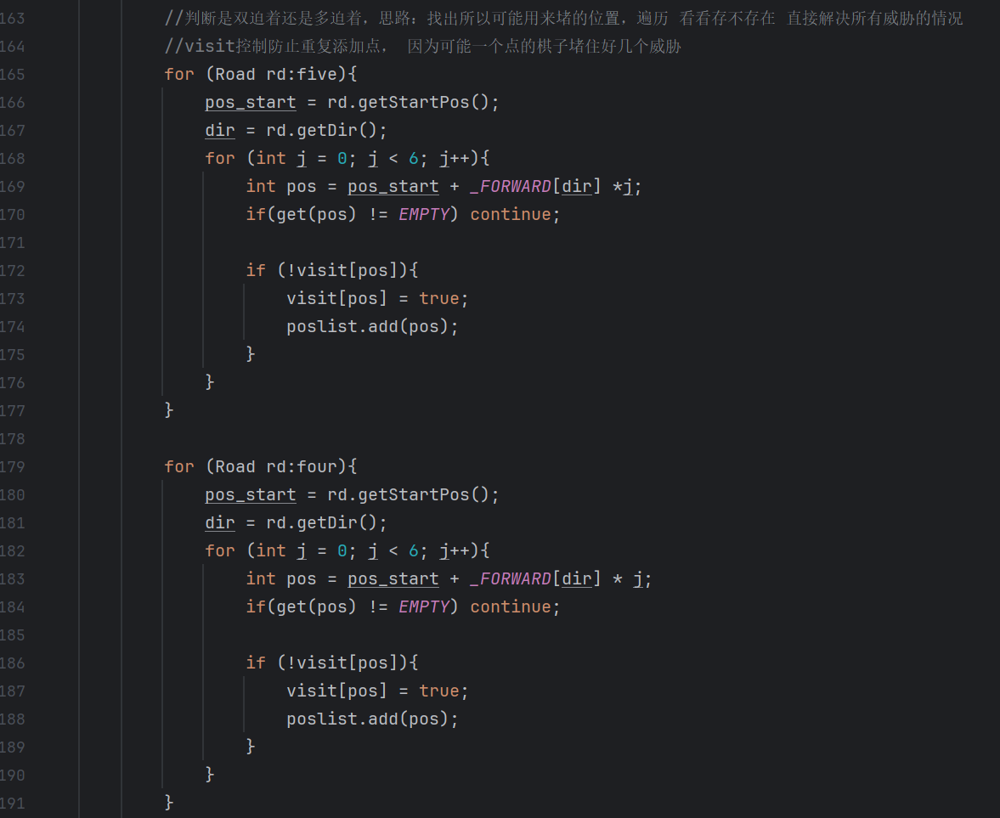 163 //判断是双迫着还是多迫着，思路：找出所以可能用来堵的位置，遍历 看看存不存在 直接解决所有威胁的情况
164 //visit控制防止重复添加点， 因为可能一个点的棋子堵住好几个威胁
165 for (Road rd:five){
166 pos_start = rd.getStartPos();
167 dir = rd.getDir();
168 for (int j = 0; j < 6; j++){
169 int pos = pos_start + _FORWARD[dir] *j;
170 if(get(pos) != EMPTY) continue;
171
172 if (!visit[pos]){
173 visit[pos] = true;
174 poslist.add(pos);
175 }
176 }
177 }
178
179 for (Road rd:four){
180 pos_start = rd.getStartPos();
181 dir = rd.getDir();
182 for (int j = 0; j < 6; j++){
183 int pos = pos_start + _FORWARD[dir] * j;
184 if(get(pos) != EMPTY) continue;
185
186 if (!visit[pos]){
187 visit[pos] = true;
188 poslist.add(pos);
189 }
190 }
191 }